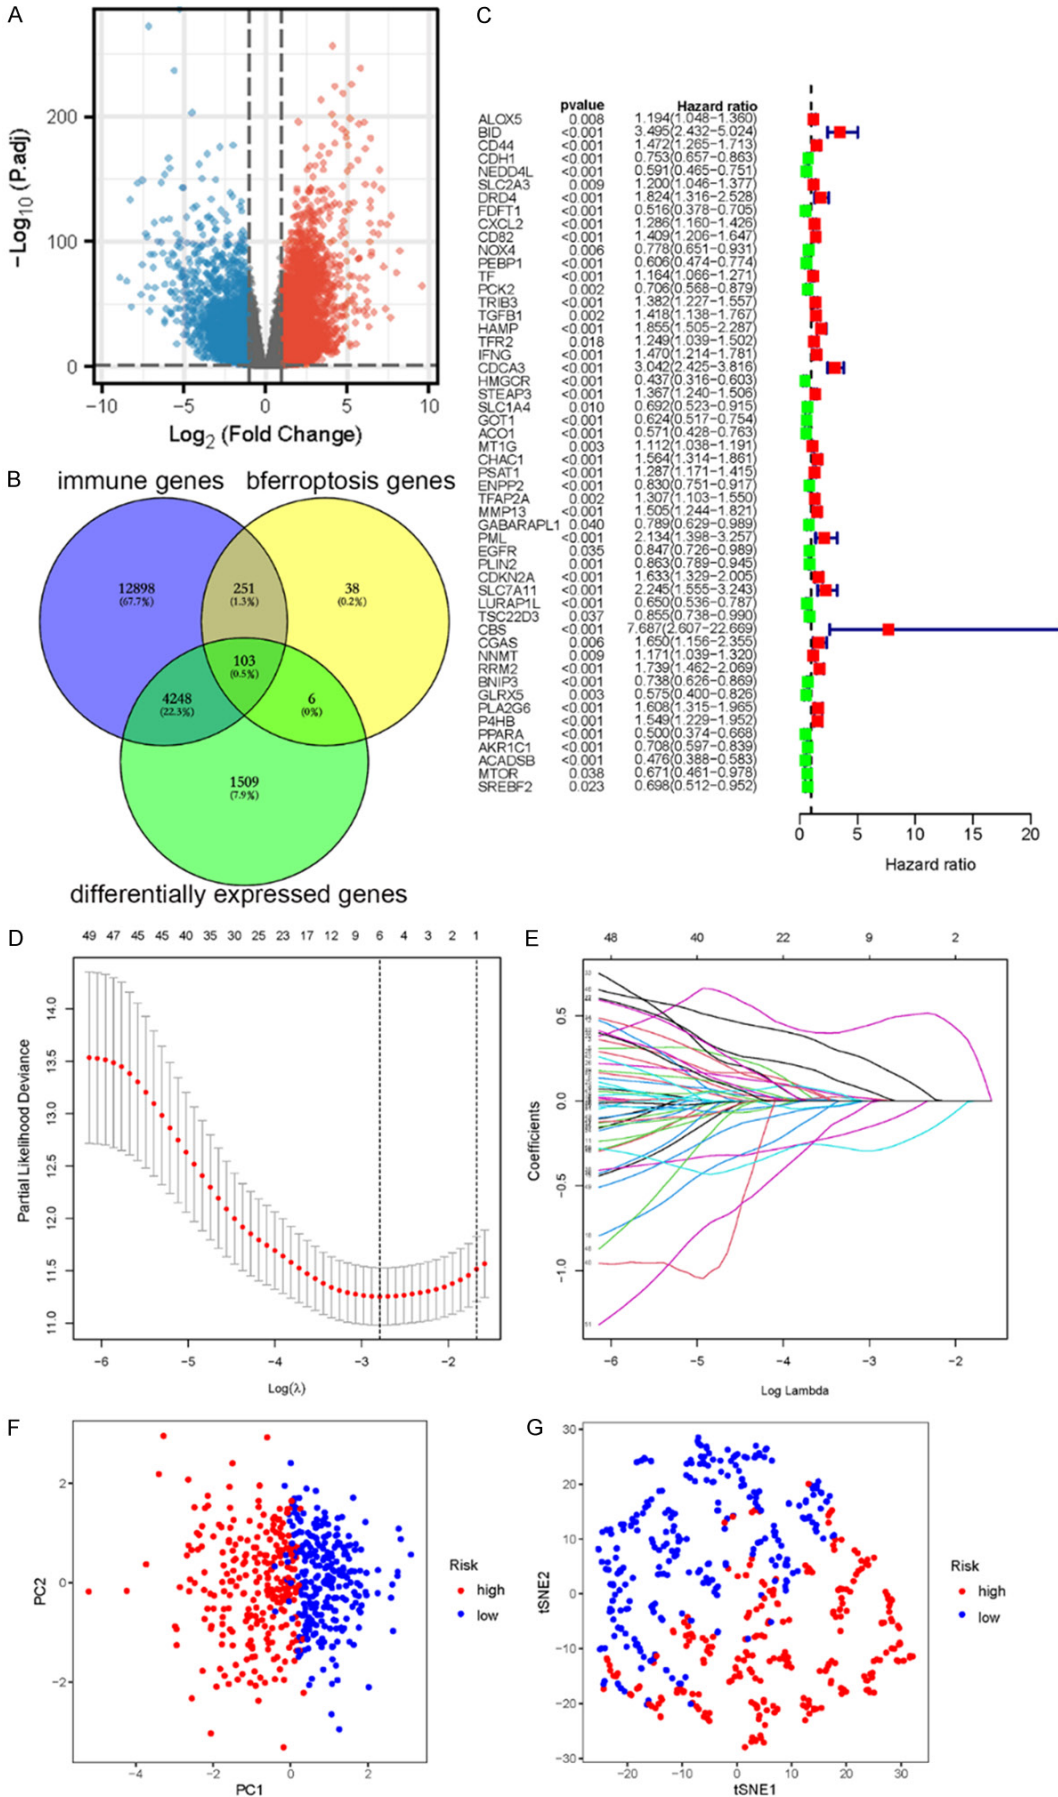 A
−Log10 (P.adj)
200
100
0
−10 −5 0 5 10
Log2 (Fold Change)
B
immune genes bferroptosis genes
12898
(67.7%)
251
(1.3%)
38
(0.2%)
103
(0.5%)
4248
(22.3%)
6
(0%)
1509
(7.9%)
differentially expressed genes
C
pvalue Hazard ratio
ALOX5 0.008 1.194(1.048−1.360)
BID <0.001 3.495(2.432−5.024)
CD44 <0.001 1.472(1.265−1.713)
CDH1 <0.001 0.753(0.657−0.863)
NEDD4L <0.001 0.591(0.465−0.751)
SLC2A3 0.009 1.200(1.046−1.377)
DRD4 <0.001 1.824(1.316−2.528)
FDFT1 <0.001 0.516(0.378−0.705)
CXCL2 <0.001 1.286(1.160−1.426)
CD82 <0.001 1.409(1.206−1.647)
NOX4 0.006 0.778(0.651−0.931)
PEBP1 <0.001 0.606(0.474−0.774)
TF <0.001 1.164(1.066−1.271)
PCK2 0.002 0.706(0.568−0.879)
TRIB3 <0.001 1.382(1.227−1.557)
TGFB1 0.002 1.418(1.138−1.767)
HAMP <0.001 1.855(1.505−2.287)
TFR2 0.018 1.249(1.039−1.502)
IFNG <0.001 1.470(1.214−1.781)
CDCA3 <0.001 3.042(2.425−3.816)
HMGCR <0.001 0.437(0.316−0.603)
STEAP3 <0.001 1.367(1.240−1.506)
SLC1A4 0.010 0.692(0.523−0.915)
GOT1 <0.001 0.624(0.517−0.754)
ACO1 <0.001 0.571(0.428−0.763)
MT1G 0.003 1.112(1.038−1.191)
CHAC1 <0.001 1.564(1.314−1.861)
PSAT1 <0.001 1.287(1.171−1.415)
ENPP2 <0.001 0.830(0.751−0.917)
TFAP2A 0.002 1.307(1.103−1.550)
MMP13 <0.001 1.505(1.244−1.821)
GABARAPL1 0.040 0.789(0.629−0.989)
PML <0.001 2.134(1.398−3.257)
EGFR 0.035 0.847(0.726−0.989)
PLIN2 0.001 0.863(0.789−0.945)
CDKN2A <0.001 1.633(1.329−2.005)
SLC7A11 <0.001 2.245(1.555−3.243)
LURAP1L <0.001 0.650(0.536−0.787)
TSC22D3 0.037 0.855(0.738−0.990)
CBS <0.001 7.687(2.607−22.669)
CGAS 0.006 1.650(1.156−2.355)
NNMT 0.009 1.171(1.039−1.320)
RRM2 <0.001 1.739(1.462−2.069)
BNIP3 <0.001 0.738(0.626−0.869)
GLRX5 0.003 0.575(0.400−0.826)
PLA2G6 <0.001 1.608(1.315−1.965)
P4HB <0.001 1.549(1.229−1.952)
PPARA <0.001 0.500(0.374−0.668)
AKR1C1 <0.001 0.708(0.597−0.839)
ACADSB <0.001 0.476(0.388−0.583)
MTOR 0.038 0.671(0.461−0.978)
SREBF2 0.023 0.698(0.512−0.952)
0 5 10 15 20
Hazard ratio
D
49 47 45 45 40 35 30 25 23 17 12 9 6 4 3 2 1
Partial Likelihood Deviance
14.0
13.5
13.0
12.5
12.0
11.5
11.0
−6 −5 −4 −3 −2
Log(λ)
E
48 40 22 9 2
Coefficients
0.5
0.0
−0.5
−1.0
−6 −5 −4 −3 −2
Log Lambda
F
PC2
2
0
−2
−4 −2 0 2
PC1
Risk
high
low
G
tSNE2
30
20
10
0
−10
−20
−30
−20 −10 0 10 20 30
tSNE1
Risk
high
low